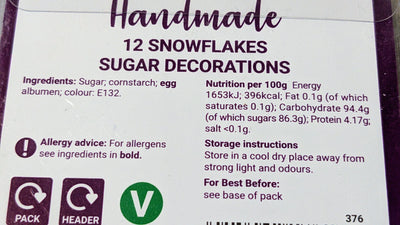 Handmade
12 SNOWFLAKES
SUGAR DECORATIONS
Ingredients: Sugar; cornstarch; egg
albumen; colour: E132.
Allergy advice: For allergens
see ingredients in bold.
PACK
HEADER
V
Nutrition per 100g Energy
1653kJ; 396kcal; Fat 0.1g (of which
saturates 0.1g); Carbohydrate 94.4g
(of which sugars 86.3g); Protein 4.17g;
salt <0.1g.
Storage instructions
Store in a cool dry place away from
strong light and odours.
For Best Before:
see base of pack
376